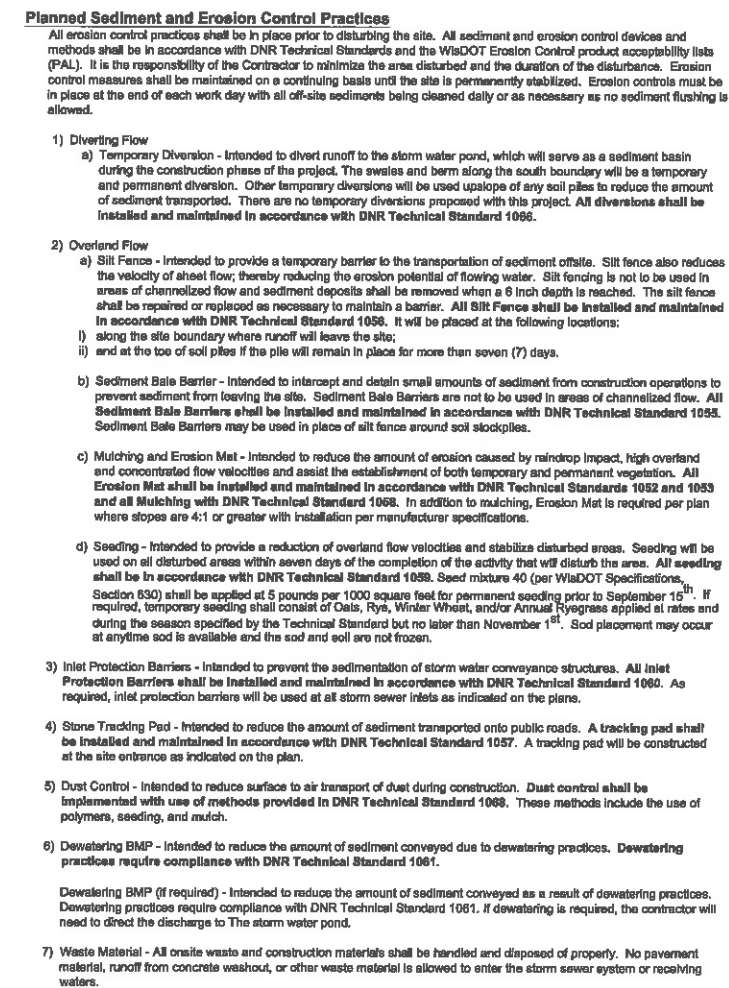 Planned Sediment and Erosion Control Practices
All erosion control practices shall be in place prior to disturbing the site. All sediment and erosion control devices and
methods shall be in accordance with DNR Technical Standards and the WisDOT Erosion Control product acceptability lists
(PAL). It is the responsibility of the Contractor to minimize the area disturbed and the duration of the disturbance. Erosion
control measures shall be maintained on a continuing basis until the site is permanently stabilized. Erosion controls must be
in place at the end of each work day with all off-site sediments being cleaned daily or as necessary as no sediment flushing is
allowed.
1) Diverting Flow
a) Temporary Diversion - Intended to divert runoff to the storm water pond, which will serve as a sediment basin
during the construction phase of the project. The swales and berm along the south boundary will be a temporary
and permanent diversion. Other temporary diversions will be used upslope of any soil piles to reduce the amount
of sediment transported. There are no temporary diversions proposed with this project. All diversions shall be
installed and maintained in accordance with DNR Technical Standard 1066.
2) Overland Flow
a) Silt Fence - Intended to provide a temporary barrier to the transportation of sediment offsite. Silt fence also reduces
the velocity of sheet flow; thereby reducing the erosion potential of flowing water. Silt fencing is not to be used in
areas of channelized flow and sediment deposits shall be removed when a 6 inch depth is reached. The silt fence
shall be repaired or replaced as necessary to maintain a barrier. All Silt Fence shall be installed and maintained
in accordance with DNR Technical Standard 1056. It will be placed at the following locations:
i) along the site boundary where runoff will leave the site;
ii) and at the toe of soil piles if the pile will remain in place for more than seven (7) days.
b) Sediment Bale Barrier - Intended to intercept and detain small amounts of sediment from construction operations to
prevent sediment from leaving the site. Sediment Bale Barriers are not to be used in areas of channelized flow. All
Sediment Bale Barriers shall be installed and maintained in accordance with DNR Technical Standard 1055.
Sediment Bale Barriers may be used in place of silt fence around soil stockpiles.
c) Mulching and Erosion Mat - Intended to reduce the amount of erosion caused by raindrop impact, high overland
and concentrated flow velocities and assist the establishment of both temporary and permanent vegetation. All
Erosion Mat shall be installed and maintained in accordance with DNR Technical Standards 1052 and 1053
and all Mulching with DNR Technical Standard 1058. In addition to mulching, Erosion Mat is required per plan
where slopes are 4:1 or greater with installation per manufacturer specifications.
d) Seeding - Intended to provide a reduction of overland flow velocities and stabilize disturbed areas. Seeding will be
used on all disturbed areas within seven days of the completion of the activity that will disturb the area. All seeding
shall be in accordance with DNR Technical Standard 1059. Seed mixture 40 (per WisDOT Specifications,
Section 630) shall be applied at 5 pounds per 1000 square feet for permanent seeding prior to September 15th. If
required, temporary seeding shall consist of Oats, Rye, Winter Wheat, and/or Annual Ryegrass applied at rates and
during the season specified by the Technical Standard but no later than November 1st. Sod placement may occur
at anytime sod is available and the sod and soil are not frozen.
3) Inlet Protection Barriers - Intended to prevent the sedimentation of storm water conveyance structures. All Inlet
Protection Barriers shall be installed and maintained in accordance with DNR Technical Standard 1060. As
required, inlet protection barriers will be used at all storm sewer inlets as indicated on the plans.
4) Stone Tracking Pad - Intended to reduce the amount of sediment transported onto public roads. A tracking pad shall
be installed and maintained in accordance with DNR Technical Standard 1057. A tracking pad will be constructed
at the site entrance as indicated on the plan.
5) Dust Control - Intended to reduce surface to air transport of dust during construction. Dust control shall be
implemented with use of methods provided in DNR Technical Standard 1068. These methods include the use of
polymers, seeding, and mulch.
6) Dewatering BMP - Intended to reduce the amount of sediment conveyed due to dewatering practices. Dewatering
practices require compliance with DNR Technical Standard 1061.
Dewatering BMP (if required) - Intended to reduce the amount of sediment conveyed as a result of dewatering practices.
Dewatering practices require compliance with DNR Technical Standard 1061. If dewatering is required, the contractor will
need to direct the discharge to The storm water pond.
7) Waste Material - All onsite waste and construction materials shall be handled and disposed of properly. No pavement
material, runoff from concrete washout, or other waste material is allowed to enter the storm sewer system or receiving
waters.